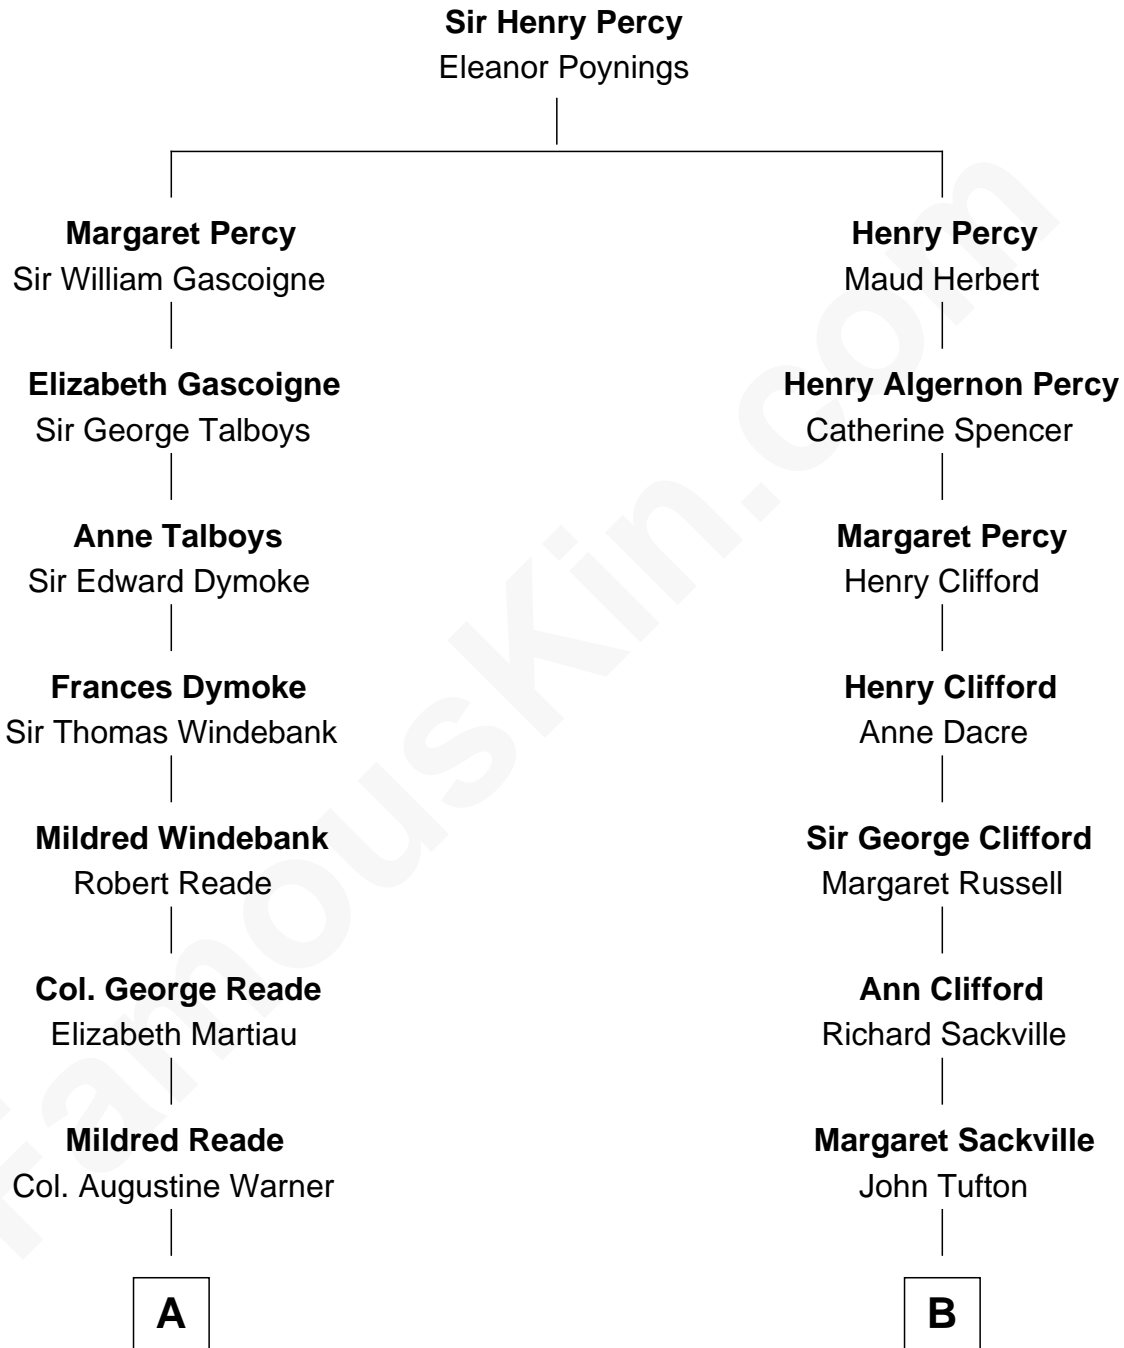 Sir Henry Percy
Eleanor Poynings
Margaret Percy
Sir William Gascoigne
Henry Percy
Maud Herbert
Elizabeth Gascoigne
Sir George Talboys
Henry Algernon Percy
Catherine Spencer
Anne Talboys
Sir Edward Dymoke
Margaret Percy
Henry Clifford
Frances Dymoke
Sir Thomas Windebank
Henry Clifford
Anne Dacre
Mildred Windebank
Robert Reade
Sir George Clifford
Margaret Russell
Col. George Reade
Elizabeth Martiau
Ann Clifford
Richard Sackville
Mildred Reade
Col. Augustine Warner
Margaret Sackville
John Tufton
A
B
FamousKin.com